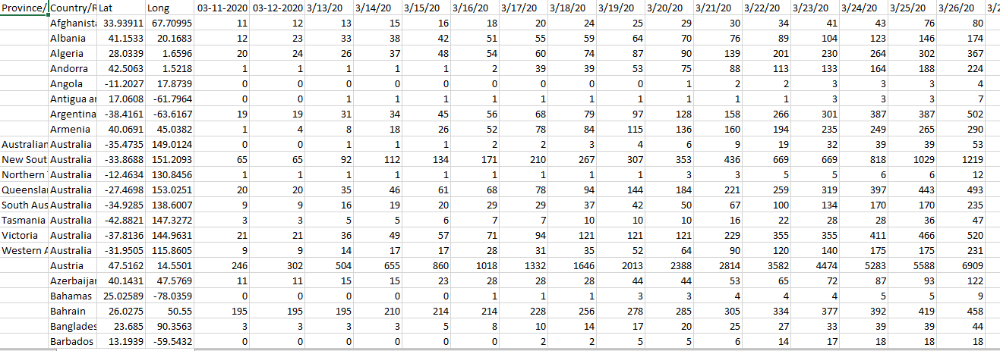 Province/ Country/R Lat Long 03-11-2020 03-12-2020 3/13/20 3/14/20 3/15/20 3/16/20 3/17/20 3/18/20 3/19/20 3/20/20 3/21/20 3/22/20 3/23/20 3/24/20 3/25/20 3/26/20 3/2
Afghanista 33.93911 67.70995 11 12 13 15 16 18 20 24 25 29 30 34 41 43 76 80
Albania 41.1533 20.1683 12 23 33 38 42 51 55 59 64 70 76 89 104 123 146 174
Algeria 28.0339 1.6596 20 24 26 37 48 54 60 74 87 90 139 201 230 264 302 367
Andorra 42.5063 1.5218 1 1 1 1 1 2 39 39 53 75 88 113 133 164 188 224
Angola -11.2027 17.8739 0 0 0 0 0 0 0 0 0 1 2 2 3 3 3 4
Antigua ar 17.0608 -61.7964 0 0 1 1 1 1 1 1 1 1 1 1 3 3 3 7
Argentina -38.4161 -63.6167 19 19 31 34 45 56 68 79 97 128 158 266 301 387 387 502
Armenia 40.0691 45.0382 1 4 8 18 26 52 78 84 115 136 160 194 235 249 265 290
Australian Australia -35.4735 149.0124 0 0 1 1 1 2 2 3 4 6 9 19 32 39 39 53
New Sout Australia -33.8688 151.2093 65 65 92 112 134 171 210 267 307 353 436 669 669 818 1029 1219
Northern Australia -12.4634 130.8456 1 1 1 1 1 1 1 1 1 3 3 5 5 6 6 12
Queensla Australia -27.4698 153.0251 20 20 35 46 61 68 78 94 144 184 221 259 319 397 443 493
South Aus Australia -34.9285 138.6007 9 9 16 19 20 29 29 37 42 50 67 100 134 170 170 235
Tasmania Australia -42.8821 147.3272 3 3 5 5 6 7 7 10 10 10 16 22 28 28 36 47
Victoria Australia -37.8136 144.9631 21 21 36 49 57 71 94 121 121 121 229 355 355 411 466 520
Western A Australia -31.9505 115.8605 9 9 14 17 17 28 31 35 52 64 90 120 140 175 175 231
Austria 47.5162 14.5501 246 302 504 655 860 1018 1332 1646 2013 2388 2814 3582 4474 5283 5588 6909
Azerbaijar 40.1431 47.5769 11 11 15 15 23 28 28 28 44 44 53 65 72 87 93 122
Bahamas 25.02589 -78.0359 0 0 0 0 0 1 1 1 3 3 4 4 4 5 5 9
Bahrain 26.0275 50.55 195 195 195 210 214 214 228 256 278 285 305 334 377 392 419 458
Banglades 23.685 90.3563 3 3 3 3 5 8 10 14 17 20 25 27 33 39 39 44
Barbados 13.1939 -59.5432 0 0 0 0 0 0 2 2 5 5 6 14 17 18 18 18